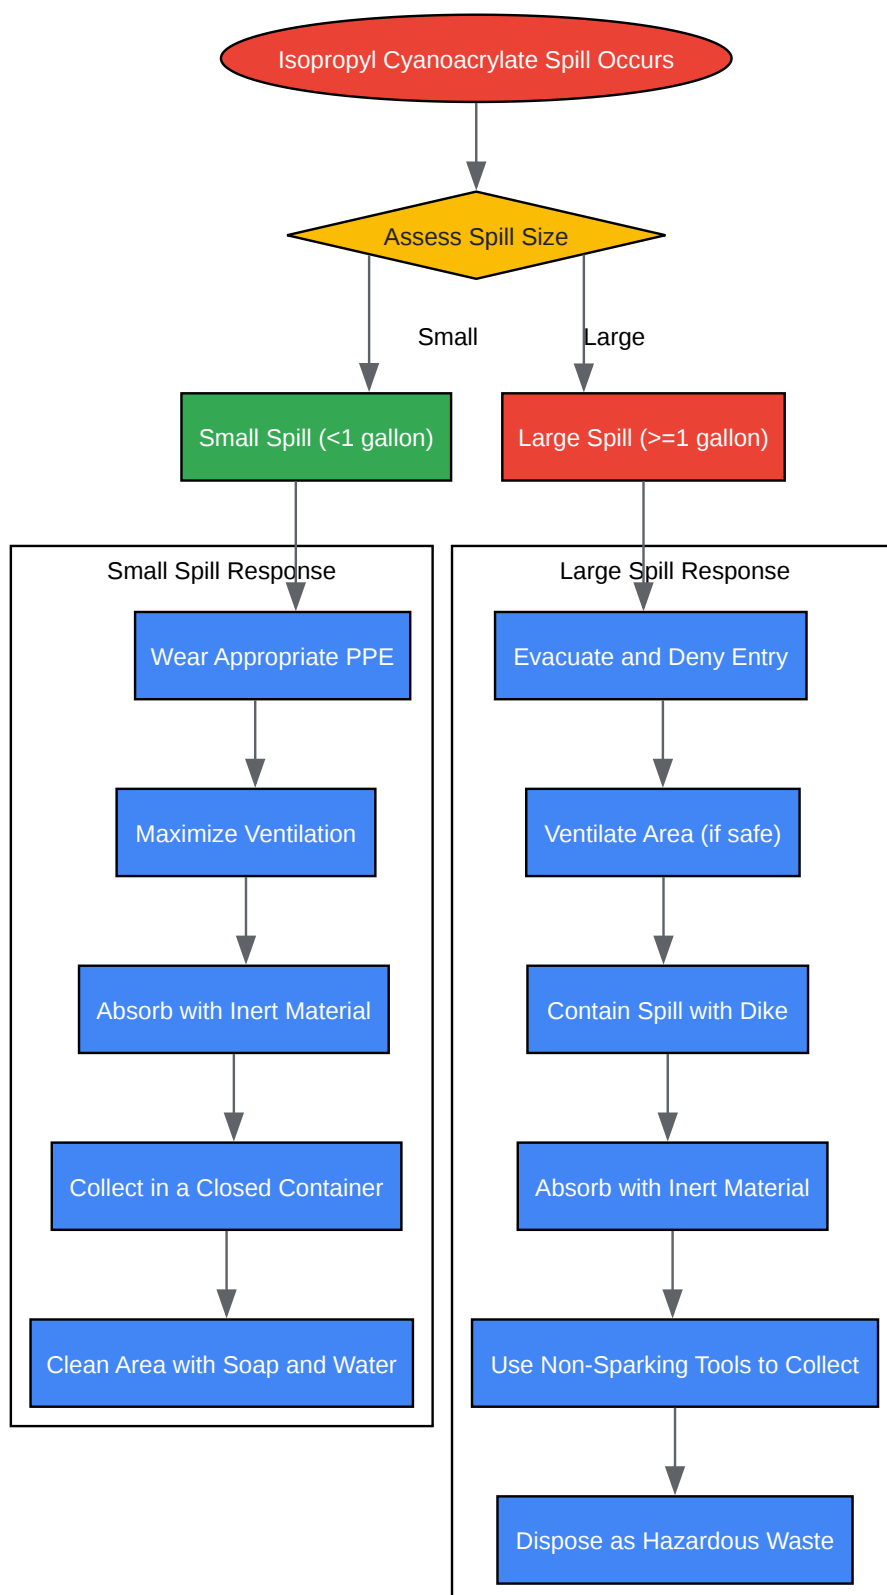 Isopropyl Cyanoacrylate Spill Occurs
Assess Spill Size
Small
Large
Small Spill (<1 gallon)
Large Spill (>=1 gallon)
Small Spill Response
Wear Appropriate PPE
Maximize Ventilation
Absorb with Inert Material
Collect in a Closed Container
Clean Area with Soap and Water
Large Spill Response
Evacuate and Deny Entry
Ventilate Area (if safe)
Contain Spill with Dike
Absorb with Inert Material
Use Non-Sparking Tools to Collect
Dispose as Hazardous Waste